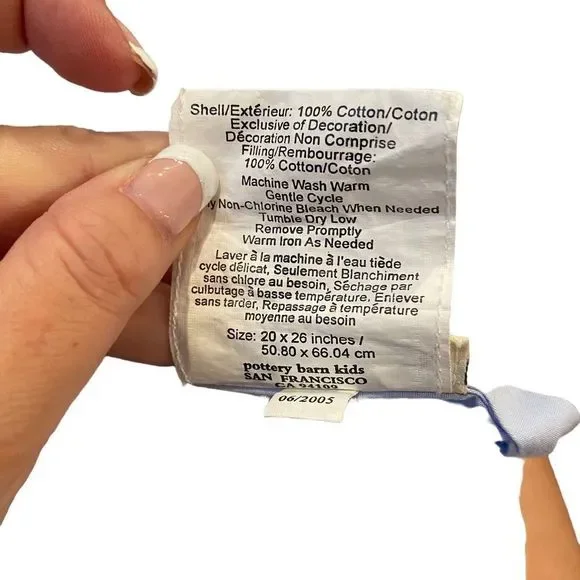 Shell/Extérieur: 100% Cotton/Coton
Exclusive of Decoration/
Décoration Non Comprise
Filling/Rembourrage:
100% Cotton/Coton
Machine Wash Warm
Gentle Cycle
Non-Chlorine Bleach When Needed
Tumble Dry Low
Remove Promptly
Warm Iron As Needed
Laver à la machine à l'eau tiède
cycle délicat, Seulement Blanchiment
sans chlore au besoin, Séchage par
culbutage à basse température, Enlever
sans tarder, Repassage à température
moyenne au besoin
Size: 20 x 26 inches /
50.80 x 66.04 cm
pottery barn kids
SAN FRANCISCO
CA 94109
06/2005